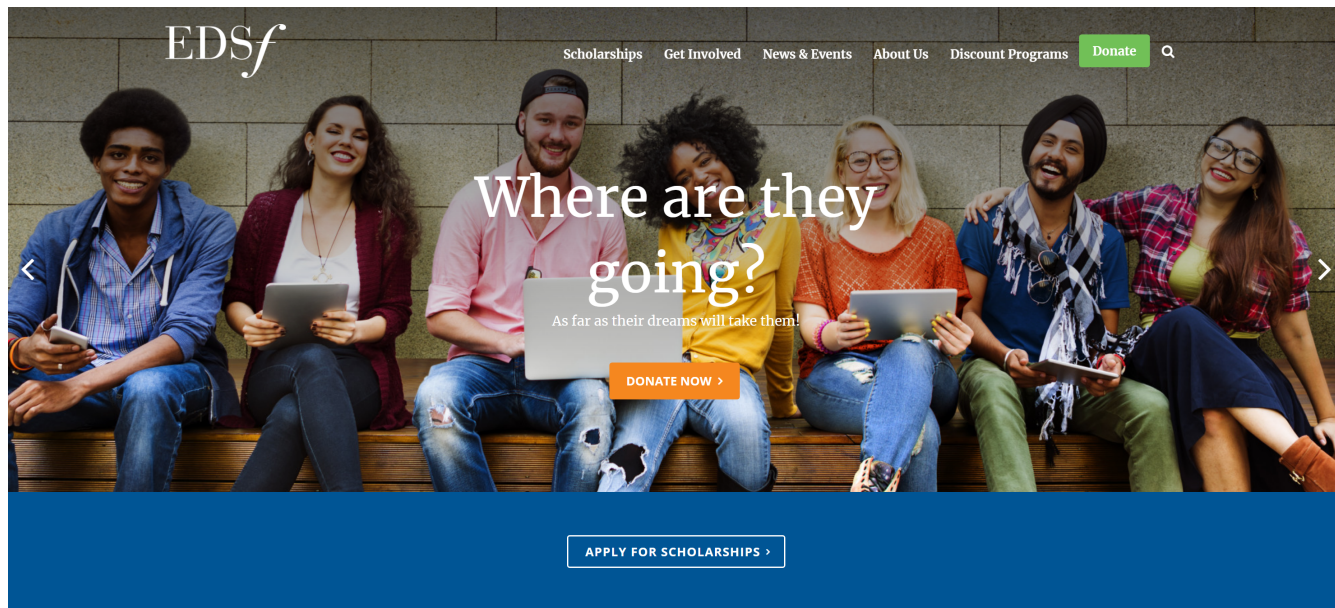 EDSf
Scholarships Get Involved News & Events About Us Discount Programs Donate
Where are they
going?
As far as their dreams will take them!
DONATE NOW >
APPLY FOR SCHOLARSHIPS >